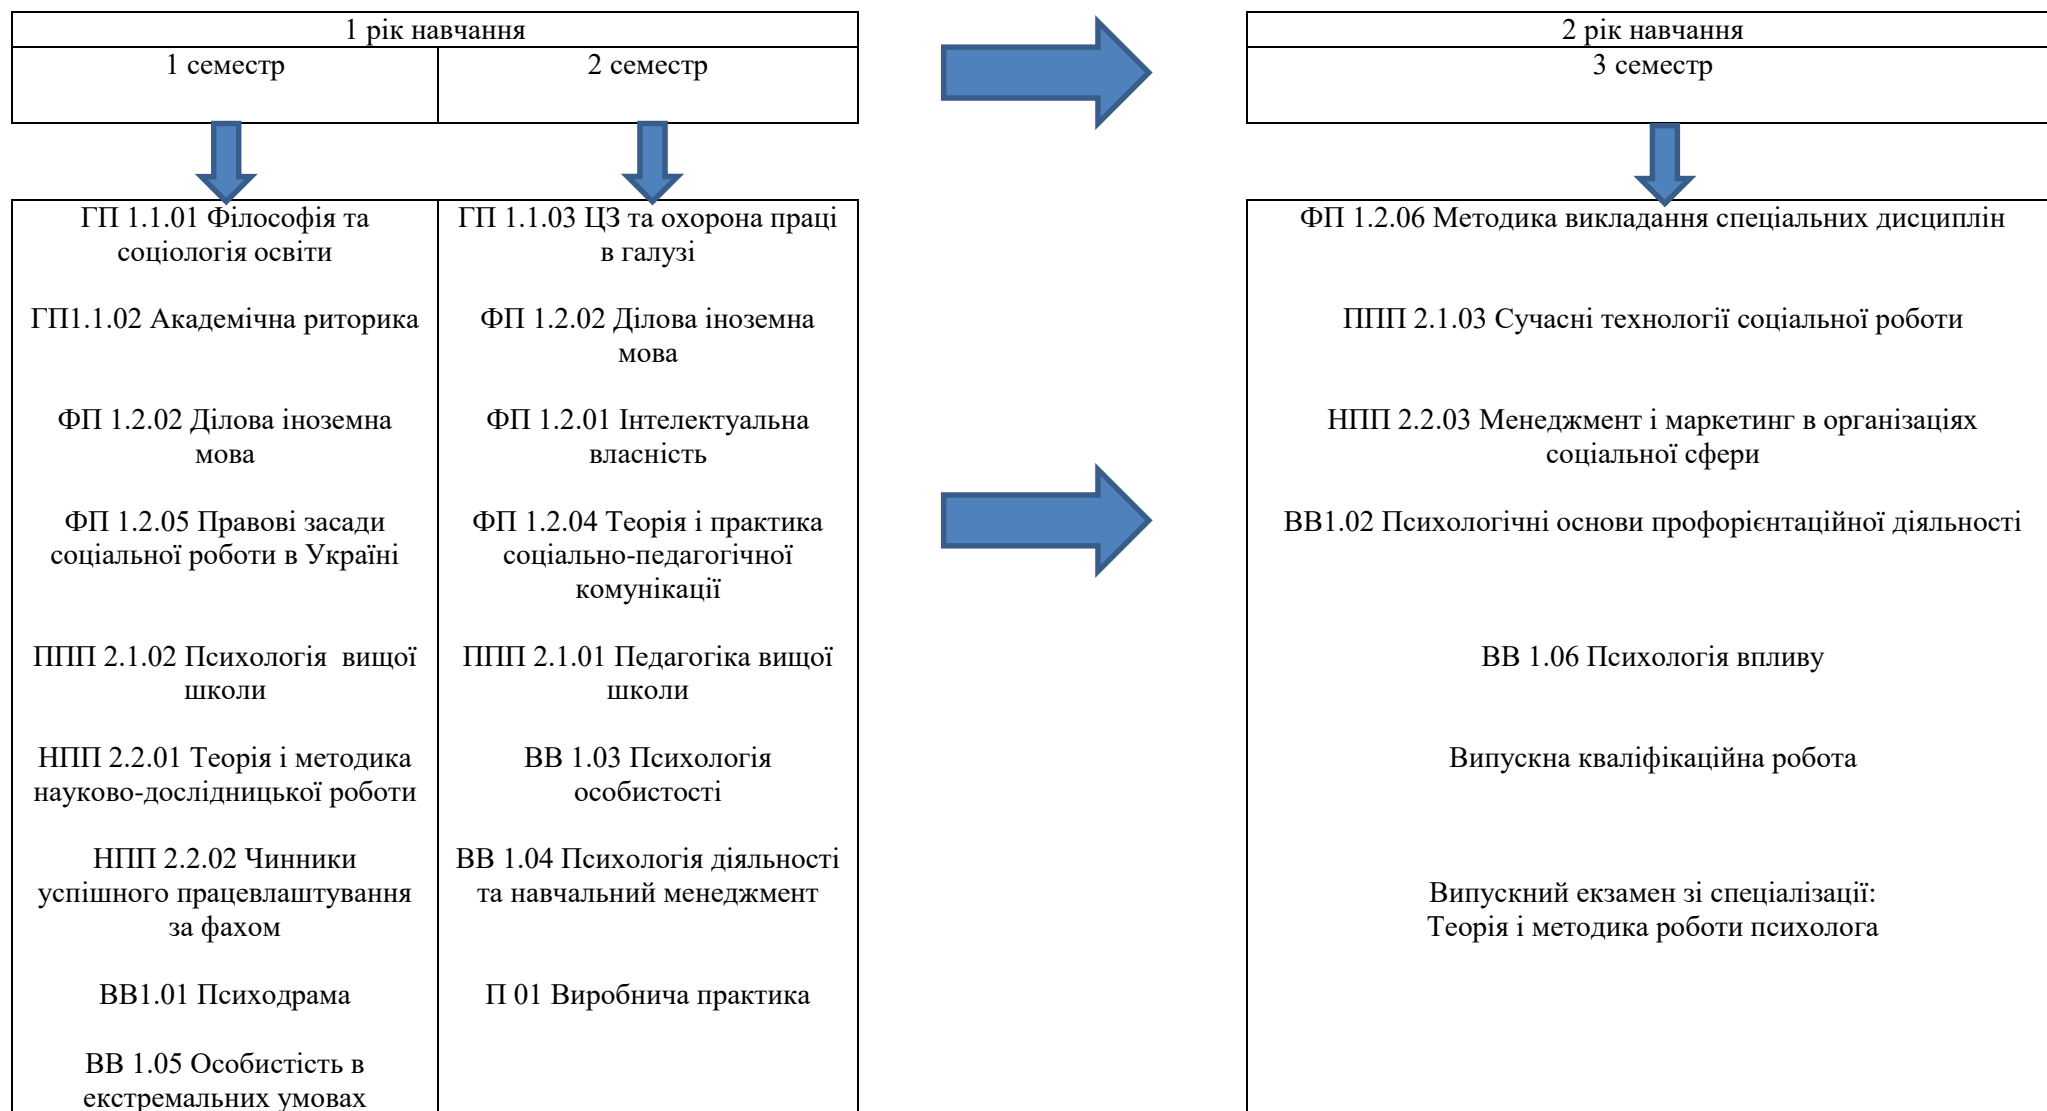 1 рік навчання
1 семестр
2 семестр
ГП 1.1.01 Філософія та
соціологія освіти
ГП1.1.02 Академічна риторика
ФП 1.2.02 Ділова іноземна
мова
ФП 1.2.05 Правові засади
соціальної роботи в Україні
ППП 2.1.02 Психологія вищої
школи
НПП 2.2.01 Теорія і методика
науково-дослідницької роботи
НПП 2.2.02 Чинники
успішного працевлаштування
за фахом
ВВ1.01 Психодрама
ВВ 1.05 Особистість в
екстремальних умовах
ГП 1.1.03 ЦЗ та охорона праці
в галузі
ФП 1.2.02 Ділова іноземна
мова
ФП 1.2.01 Інтелектуальна
власність
ФП 1.2.04 Теорія і практика
соціально-педагогічної
комунікації
ППП 2.1.01 Педагогіка вищої
школи
ВВ 1.03 Психологія
особистості
ВВ 1.04 Психологія діяльності
та навчальний менеджмент
П 01 Виробнича практика
2 рік навчання
3 семестр
ФП 1.2.06 Методика викладання спеціальних дисциплін
ППП 2.1.03 Сучасні технології соціальної роботи
НПП 2.2.03 Менеджмент і маркетинг в організаціях
соціальної сфери
ВВ1.02 Психологічні основи профорієнтаційної діяльності
ВВ 1.06 Психологія впливу
Випускна кваліфікаційна робота
Випускний екзамен зі спеціалізації:
Теорія і методика роботи психолога